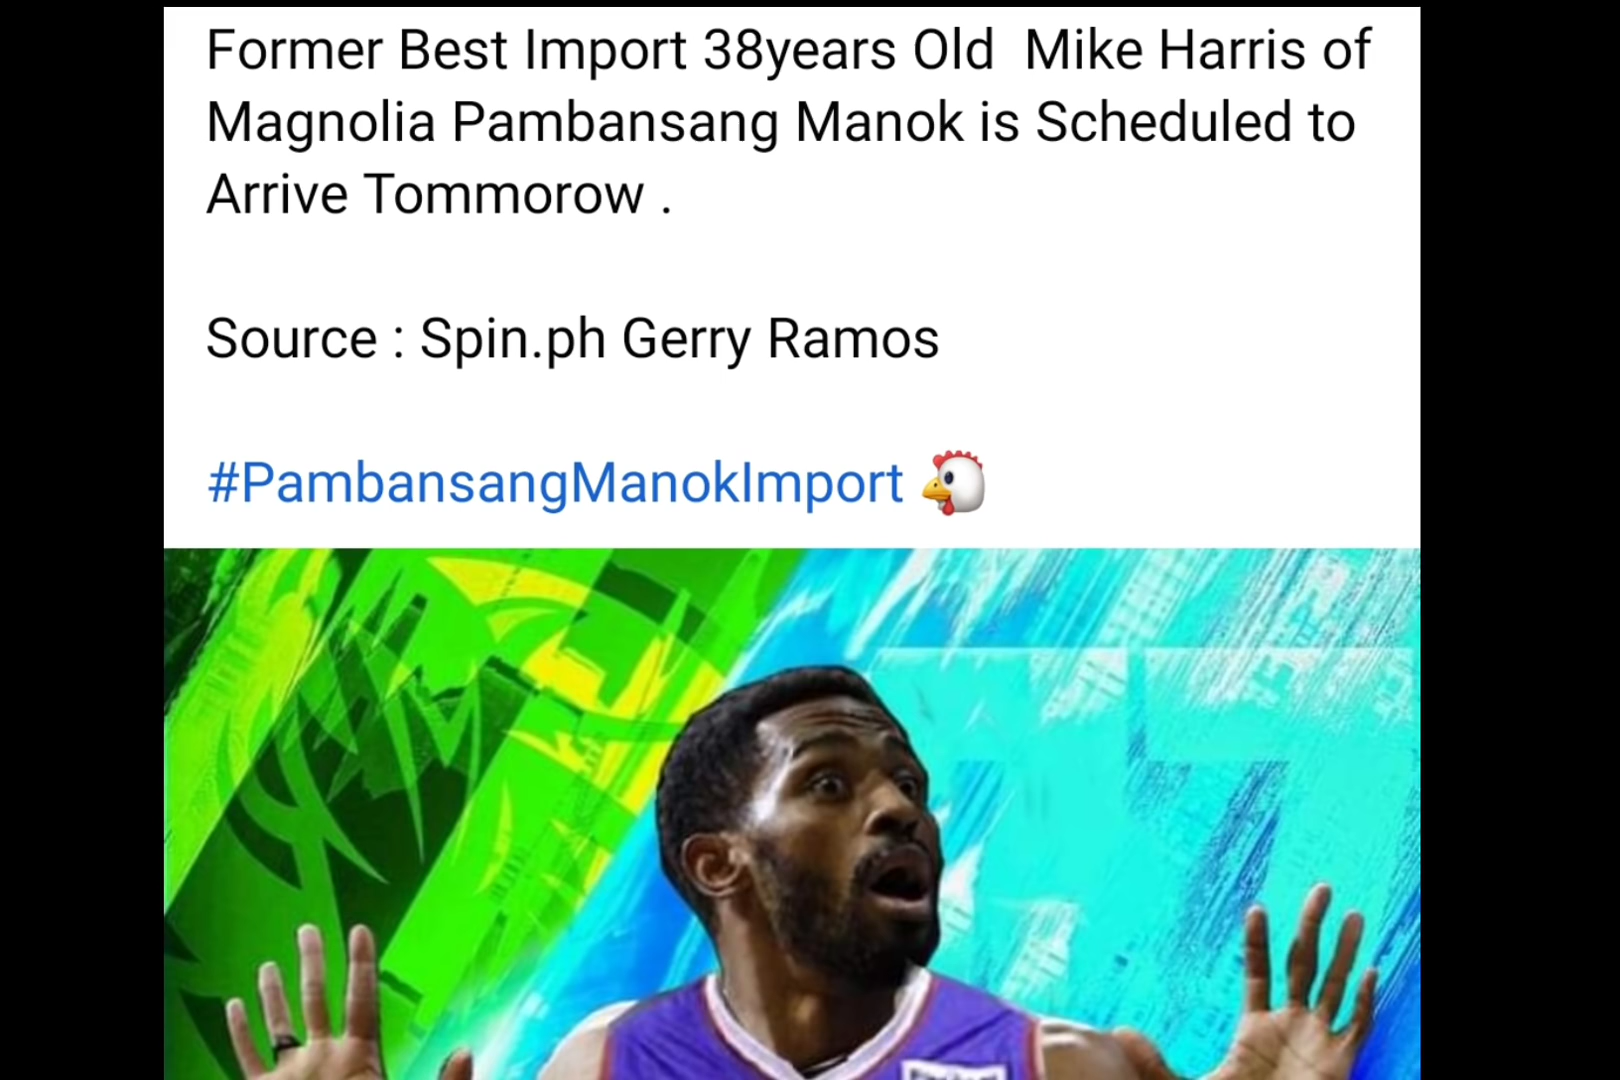 Former Best Import 38years Old  Mike Harris of
Magnolia Pambansang Manok is Scheduled to
Arrive Tommorow .
Source : Spin.ph Gerry Ramos
#PambansangManokImport 🐔